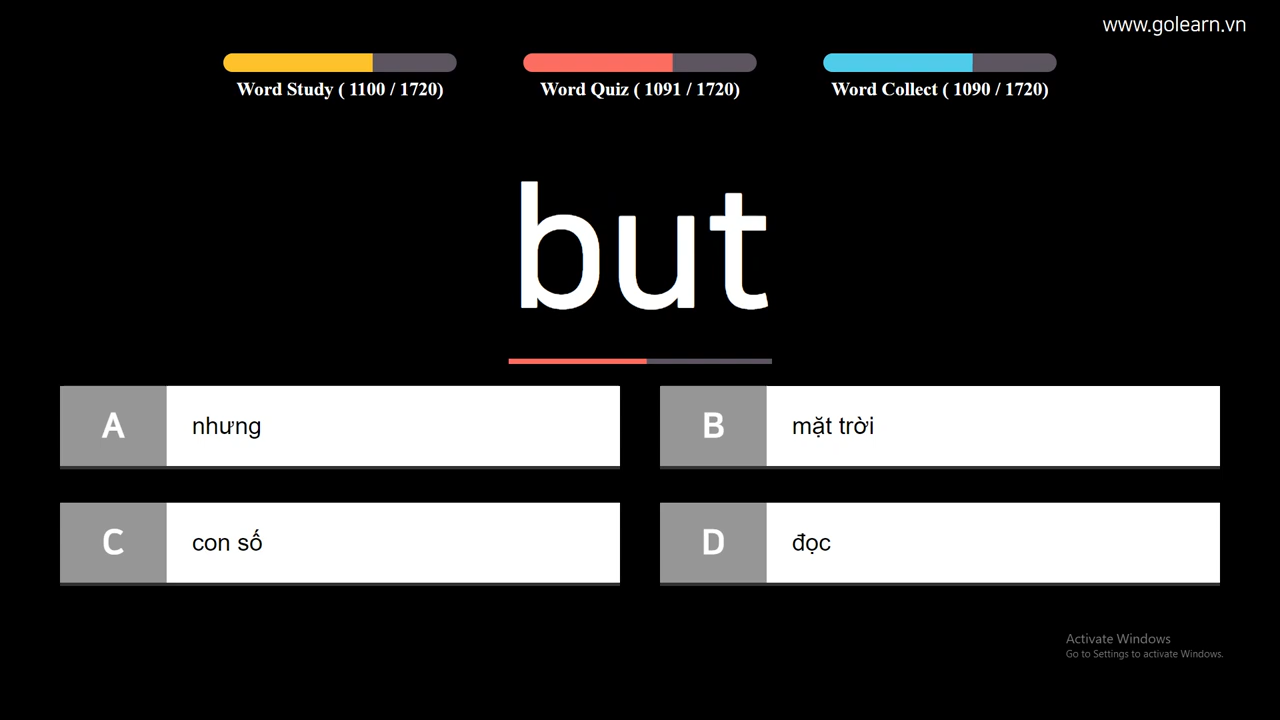 www.golearn.vn
Word Study ( 1100 / 1720)
Word Quiz ( 1091 / 1720)
Word Collect ( 1090 / 1720)
but
A nhưng
B mặt trời
C con số
D đọc
Activate Windows
Go to Settings to activate Windows.